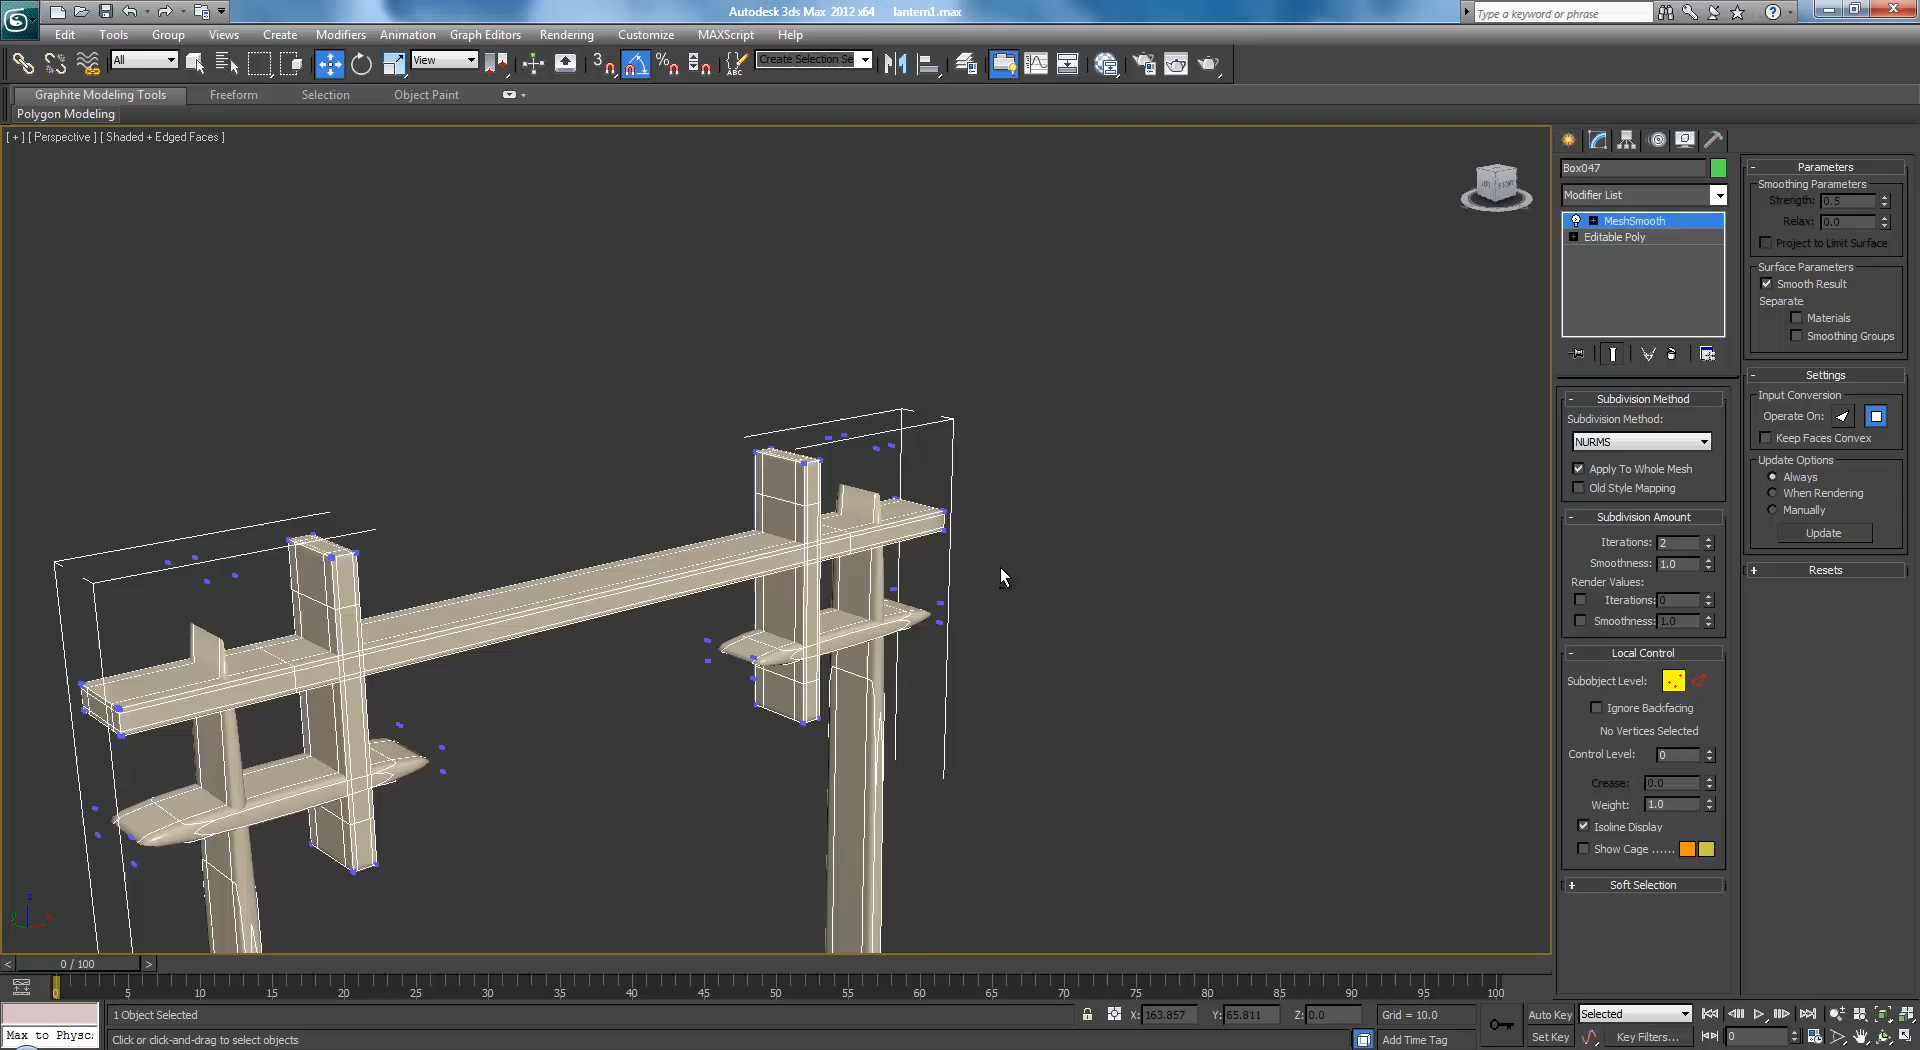 Autodesk 3ds Max 2012 x64 lantern1.max
Type a keyword or phrase
Edit Tools Group Views Create Modifiers Animation Graph Editors Rendering Customize MAXScript Help
All
View
Create Selection Se
ABC
Graphite Modeling Tools Freeform Selection Object Paint
Polygon Modeling
[ + ] [ Perspective ] [ Shaded + Edged Faces ]
FRONT
Box047
Modifier List
MeshSmooth
Editable Poly
- Subdivision Method
Subdivision Method:
NURMS
Apply To Whole Mesh
Old Style Mapping
- Subdivision Amount
Iterations: 2
Smoothness: 1.0
Render Values:
Iterations: 0
Smoothness: 1.0
- Local Control
Subobject Level:
Ignore Backfacing
No Vertices Selected
Control Level: 0
Crease: 0.0
Weight: 1.0
Isoline Display
Show Cage ......
+ Soft Selection
- Parameters
Smoothing Parameters
Strength: 0.5
Relax: 0.0
Project to Limit Surface
Surface Parameters
Smooth Result
Separate
Materials
Smoothing Groups
- Settings
Input Conversion
Operate On:
Keep Faces Convex
Update Options
Always
When Rendering
Manually
Update
+ Resets
z
y
x
< 0 / 100 >
0 5 10 15 20 25 30 35 40 45 50 55 60 65 70 75 80 85 90 95 100
1 Object Selected
X: 163.857 Y: 65.811 Z: 0.0
Grid = 10.0
Auto Key
Selected
Max to Physc
Click or click-and-drag to select objects
Add Time Tag
Set Key
Key Filters...
0